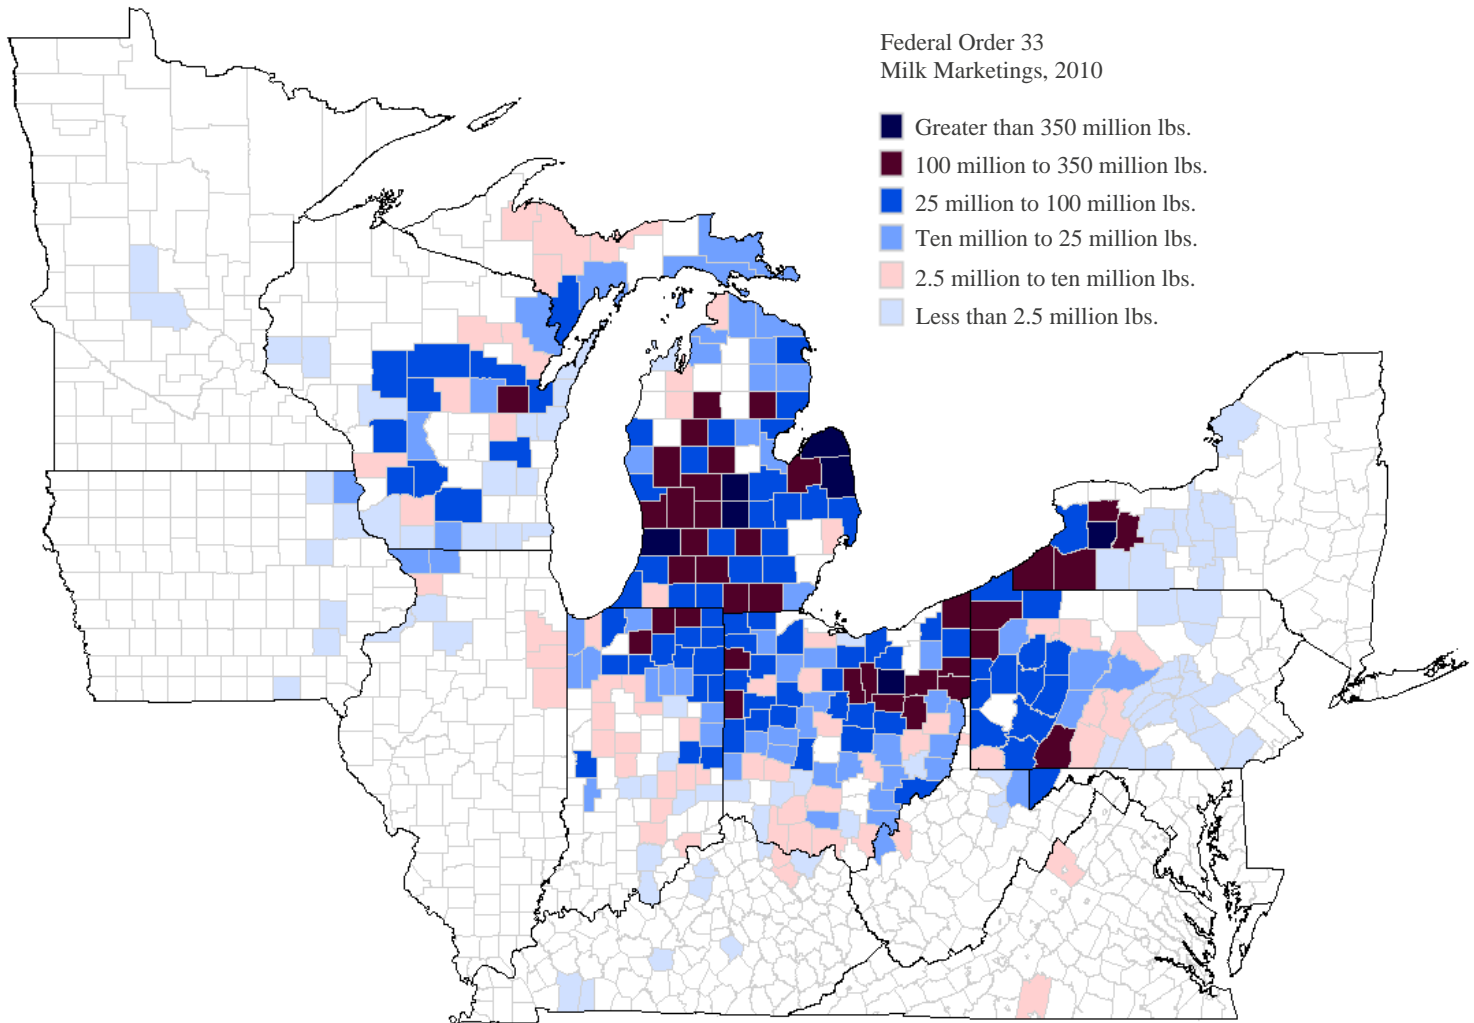 Federal Order 33
Milk Marketings, 2010
Greater than 350 million lbs.
100 million to 350 million lbs.
25 million to 100 million lbs.
Ten million to 25 million lbs.
2.5 million to ten million lbs.
Less than 2.5 million lbs.